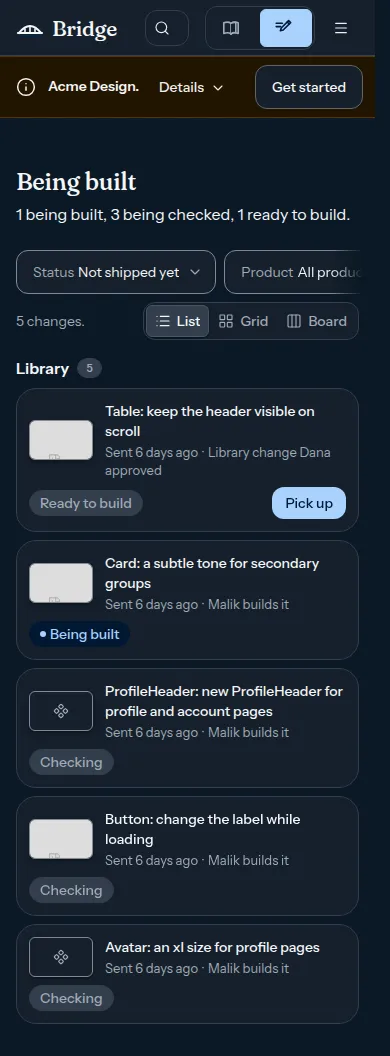 Bridge
Acme Design.
Details
Get started
Being built
1 being built, 3 being checked, 1 ready to build.
Status Not shipped yet
Product All produc
5 changes.
List
Grid
Board
Library 5
Table: keep the header visible on
scroll
Sent 6 days ago · Library change Dana
approved
Ready to build
Pick up
Card: a subtle tone for secondary
groups
Sent 6 days ago · Malik builds it
Being built
ProfileHeader: new ProfileHeader for
profile and account pages
Sent 6 days ago · Malik builds it
Checking
Button: change the label while
loading
Sent 6 days ago · Malik builds it
Checking
Avatar: an xl size for profile pages
Sent 6 days ago · Malik builds it
Checking